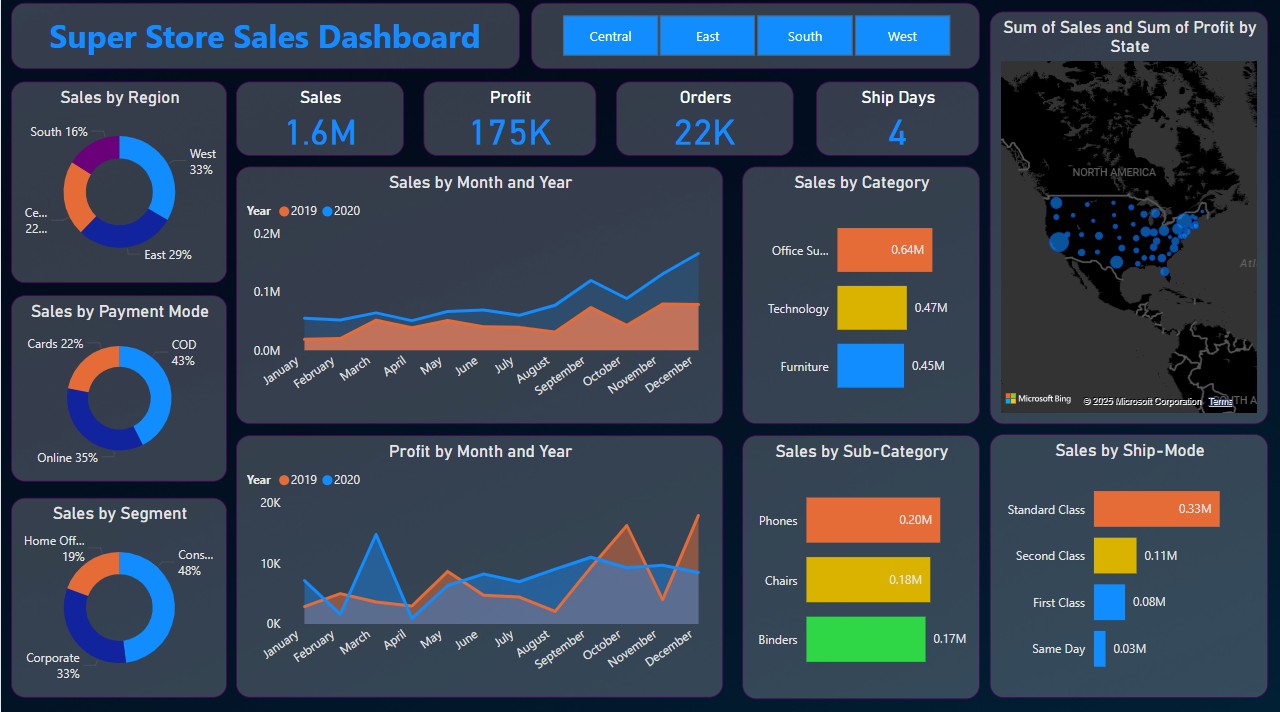 Super Store Sales Dashboard
Central
East
South
West
Sum of Sales and Sum of Profit by
State
NORTH AMERICA
Atl
Microsoft Bing
© 2025 Microsoft Corporation
Terms
TH A
Sales by Region
South 16%
West
33%
Ce...
22...
East 29%
Sales
1.6M
Profit
175K
Orders
22K
Ship Days
4
Sales by Month and Year
Year
2019
2020
0.2M
0.1M
0.0M
January
February
March
April
May
June
July
August
September
October
November
December
Sales by Category
Office Su...
0.64M
Technology
0.47M
Furniture
0.45M
Sales by Payment Mode
Cards 22%
COD
43%
Online 35%
Sales by Segment
Home Off...
19%
Cons...
48%
Corporate
33%
Profit by Month and Year
Year
2019
2020
20K
10K
0K
January
February
March
April
May
June
July
August
September
October
November
December
Sales by Sub-Category
Phones
0.20M
Chairs
0.18M
Binders
0.17M
Sales by Ship-Mode
Standard Class
0.33M
Second Class
0.11M
First Class
0.08M
Same Day
0.03M